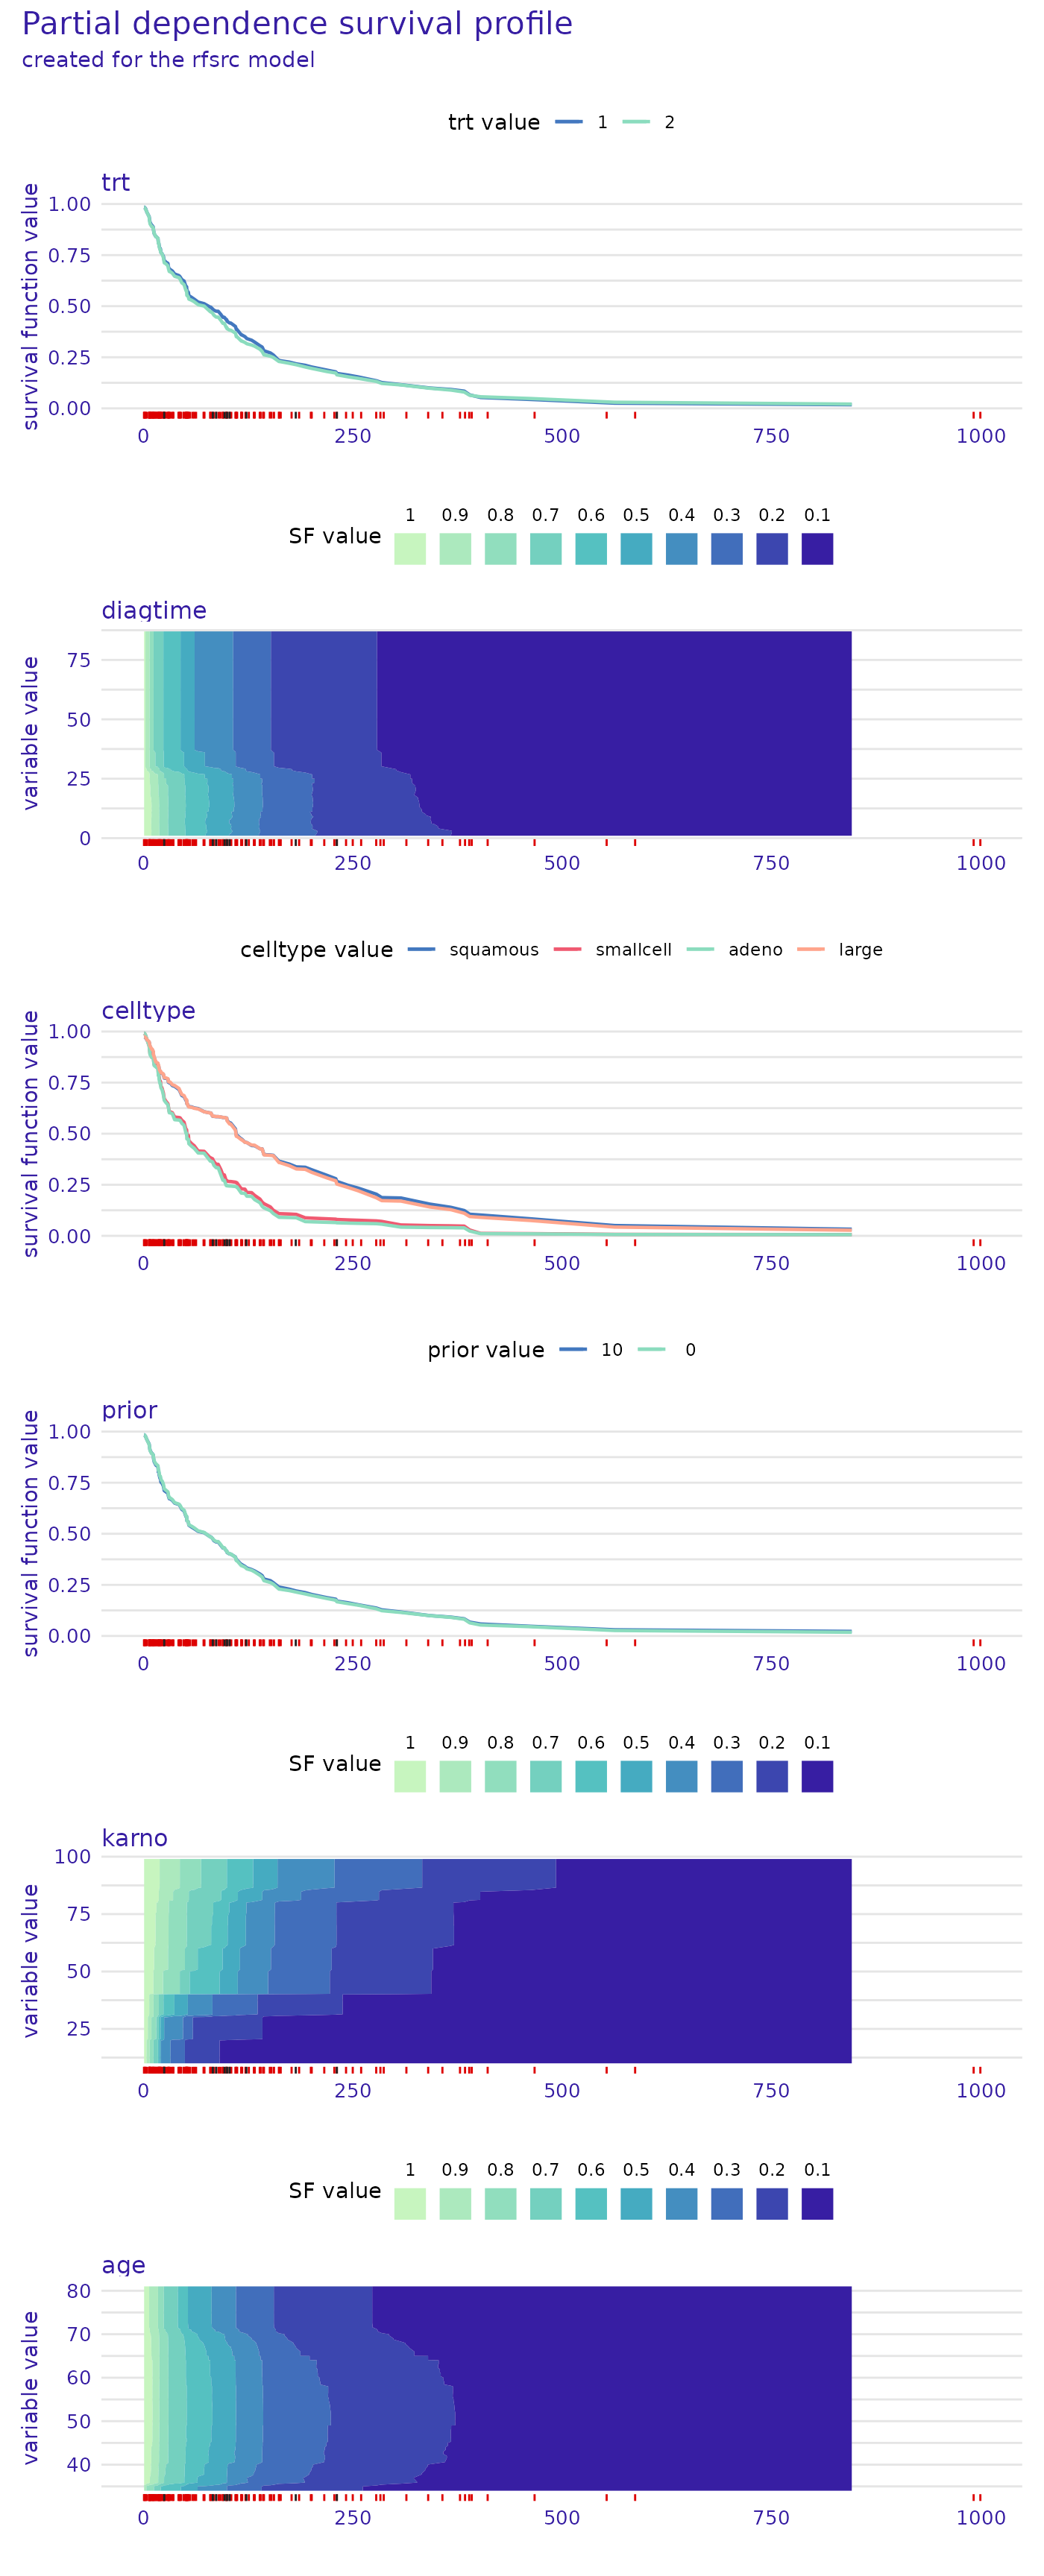 Partial dependence survival profile
created for the rfsrc model
trt value 1 2
trt
survival function value
1.00
0.75
0.50
0.25
0.00
0 250 500 750 1000
SF value 1 0.9 0.8 0.7 0.6 0.5 0.4 0.3 0.2 0.1
diagtime
variable value
75
50
25
0
0 250 500 750 1000
celltype value squamous smallcell adeno large
celltype
survival function value
1.00
0.75
0.50
0.25
0.00
0 250 500 750 1000
prior value 10 0
prior
survival function value
1.00
0.75
0.50
0.25
0.00
0 250 500 750 1000
SF value 1 0.9 0.8 0.7 0.6 0.5 0.4 0.3 0.2 0.1
karno
variable value
100
75
50
25
0 250 500 750 1000
SF value 1 0.9 0.8 0.7 0.6 0.5 0.4 0.3 0.2 0.1
age
variable value
80
70
60
50
40
0 250 500 750 1000